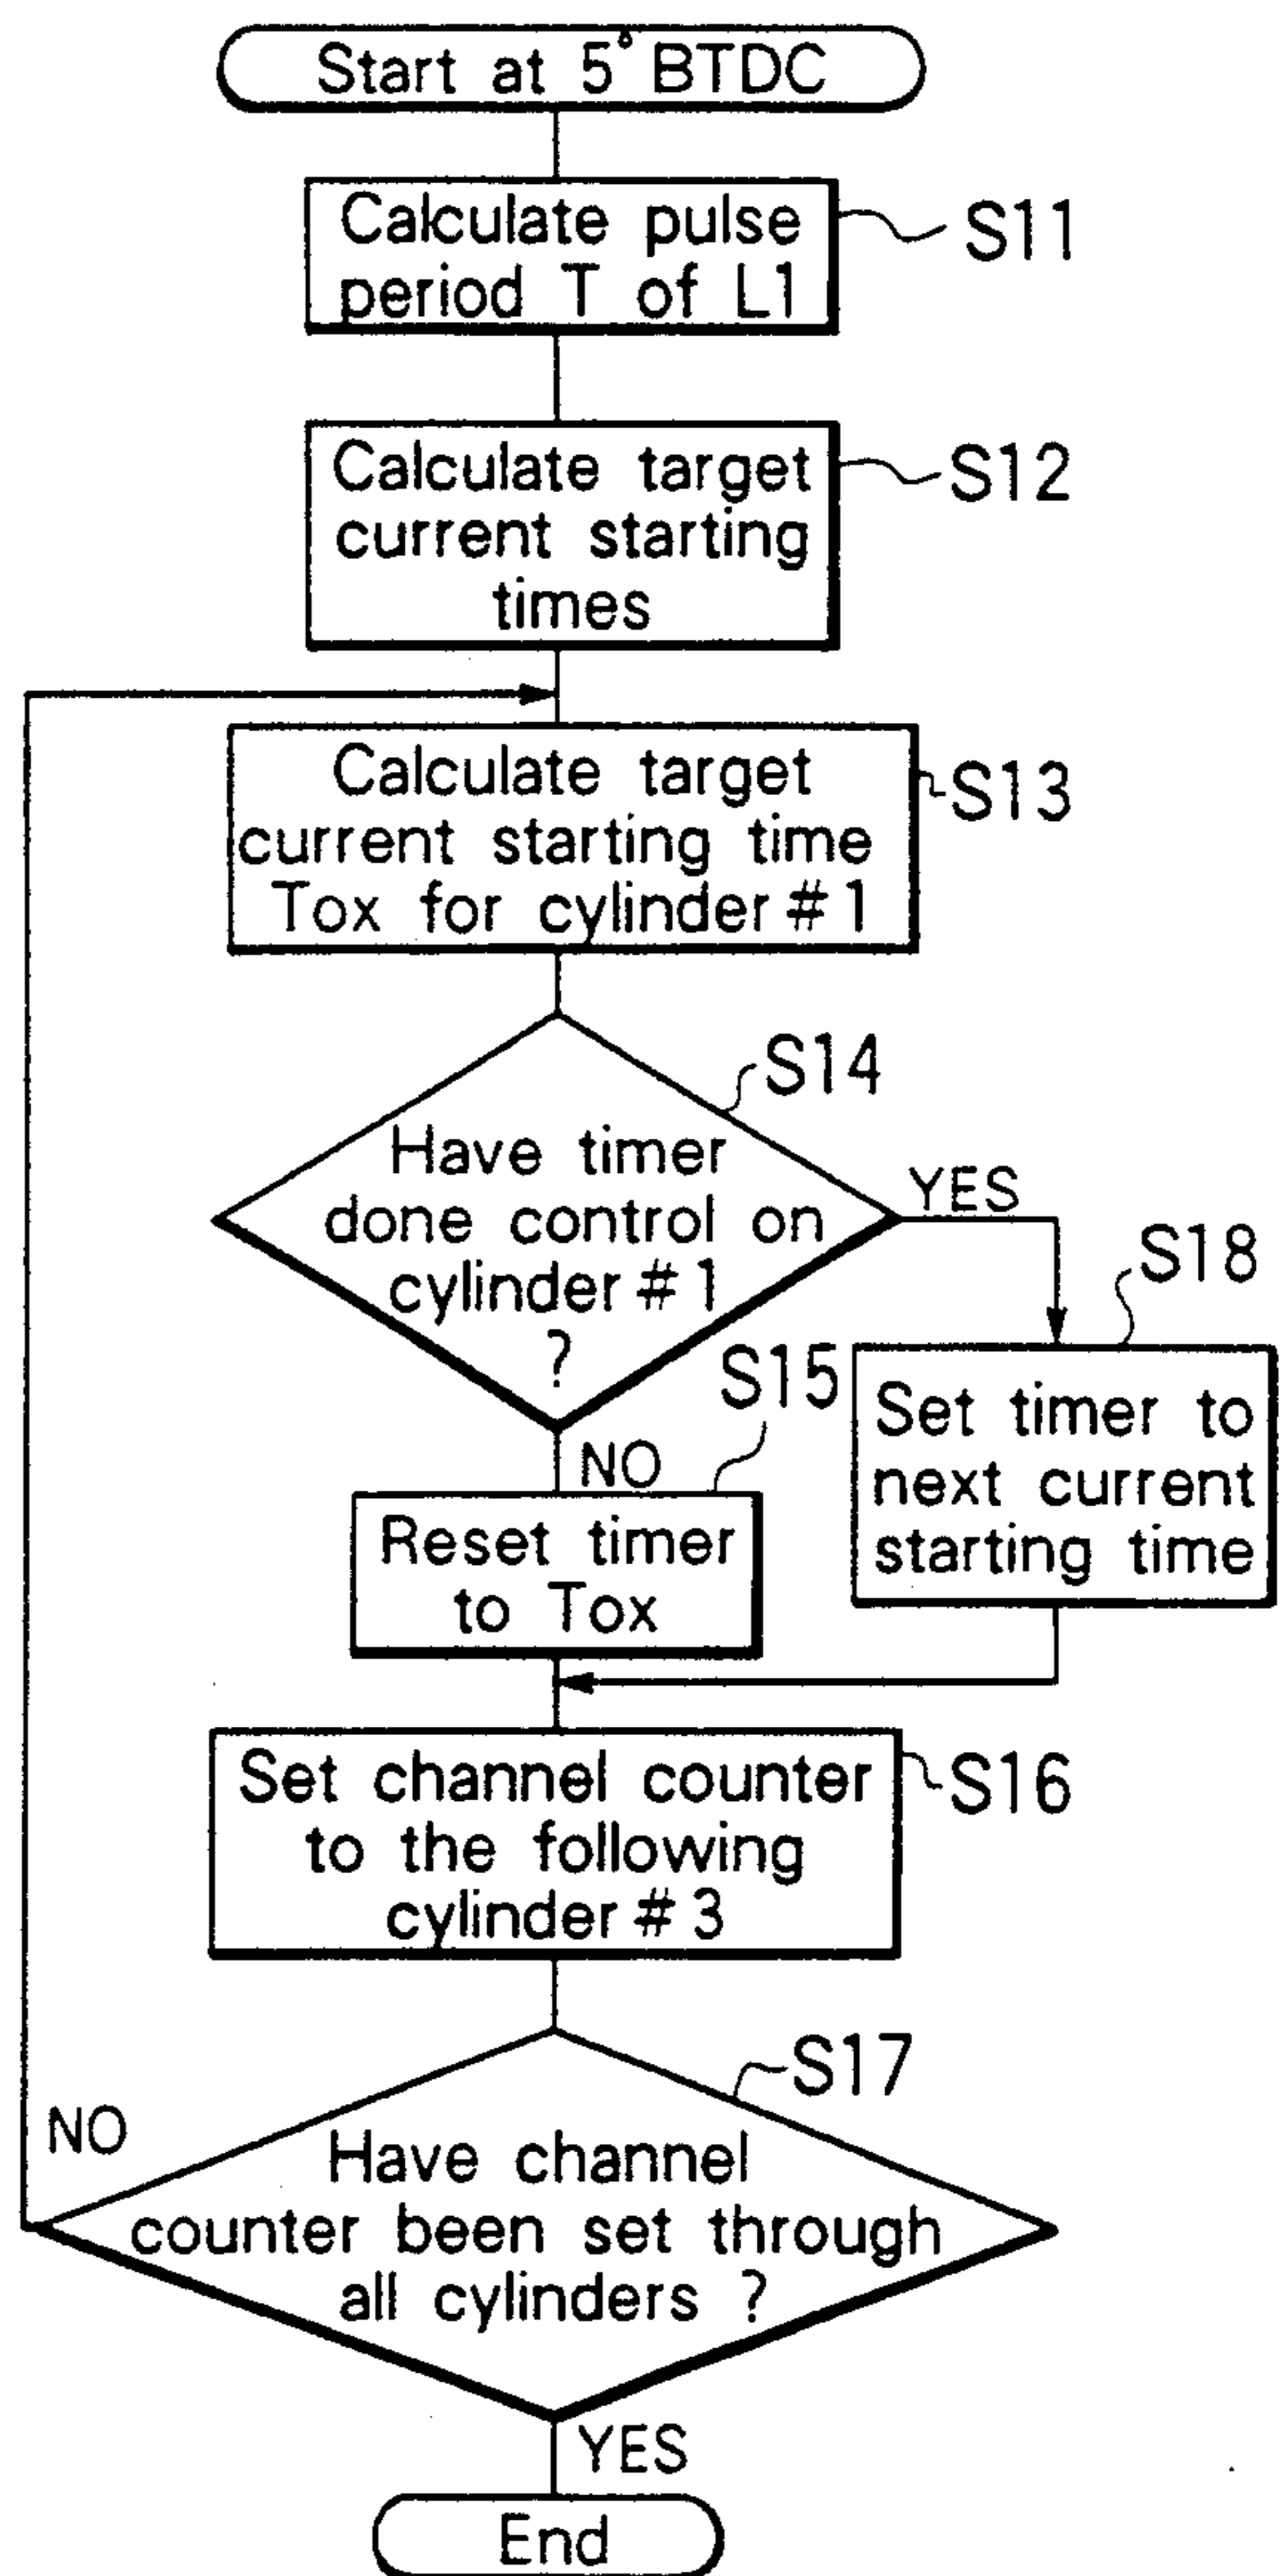 Start at 5° BTDC
Calculate pulse
period T of L1
S11
Calculate target
current starting
times
S12
Calculate target
current starting time
Tox for cylinder #1
S13
Have timer
done control on
cylinder #1
?
S14
YES
NO
Reset timer
to Tox
S15
Set timer to
next current
starting time
S18
Set channel counter
to the following
cylinder #3
S16
Have channel
counter been set through
all cylinders ?
S17
NO
YES
End